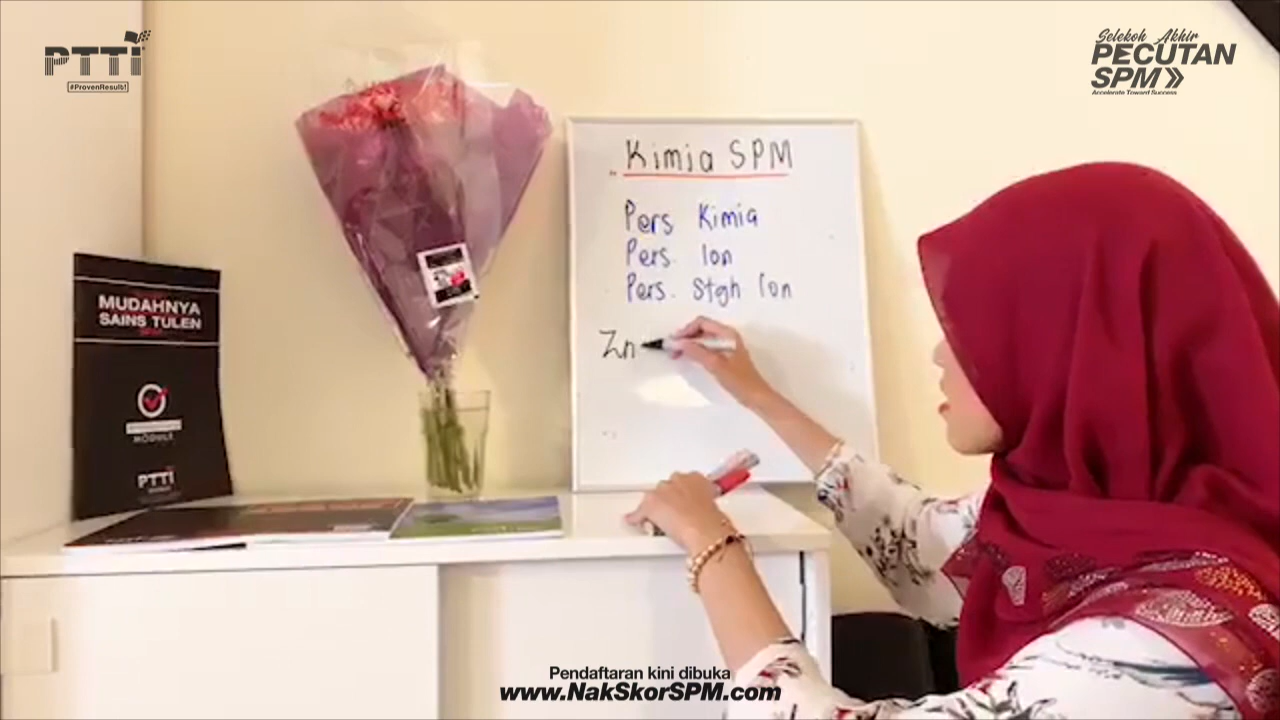 PTTi
#ProvenResult!
Selekoh Akhir
PECUTAN
SPM
Accelerate Toward Success
Kimia SPM
Pers Kimia
Pers. Ion
Pers. Stgh Ion
Zn
MUDAHNYA
SAINS TULEN
MODULE
PTTi
Pendaftaran kini dibuka
www.NakSkorSPM.com